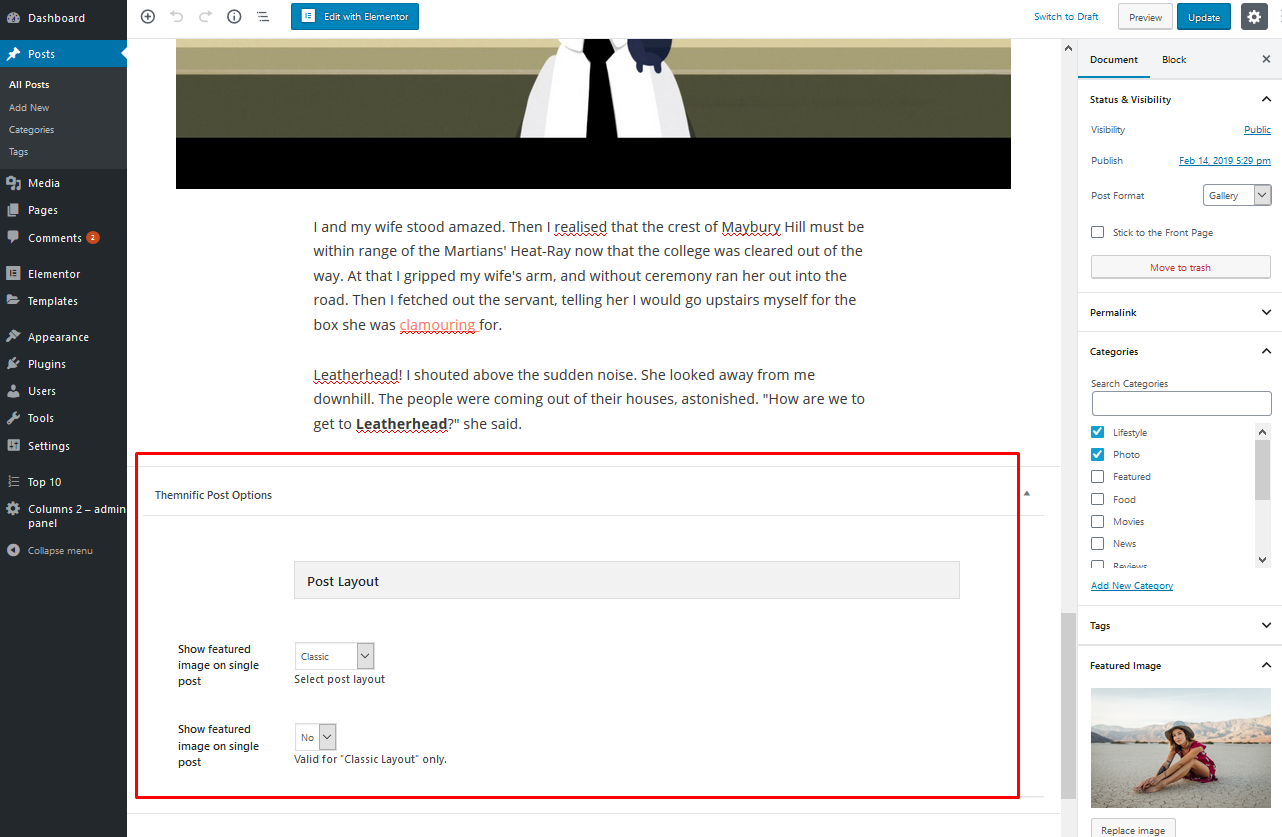 Dashboard
Posts
All Posts
Add New
Categories
Tags
Media
Pages
Comments 2
Elementor
Templates
Appearance
Plugins
Users
Tools
Settings
Top 10
Columns 2 – admin
panel
Collapse menu
Edit with Elementor
Switch to Draft
Preview
Update
I and my wife stood amazed. Then I realised that the crest of Maybury Hill must be
within range of the Martians' Heat-Ray now that the college was cleared out of the
way. At that I gripped my wife's arm, and without ceremony ran her out into the
road. Then I fetched out the servant, telling her I would go upstairs myself for the
box she was clamouring for.
Leatherhead! I shouted above the sudden noise. She looked away from me
downhill. The people were coming out of their houses, astonished. "How are we to
get to Leatherhead?" she said.
Themnific Post Options
Post Layout
Show featured
image on single
post
Classic
Select post layout
Show featured
image on single
post
No
Valid for "Classic Layout" only.
Document
Block
Status & Visibility
Visibility
Public
Publish
Feb 14, 2019 5:29 pm
Post Format
Gallery
Stick to the Front Page
Move to trash
Permalink
Categories
Search Categories
Lifestyle
Photo
Featured
Food
Movies
News
Reviews
Add New Category
Tags
Featured Image
Replace image